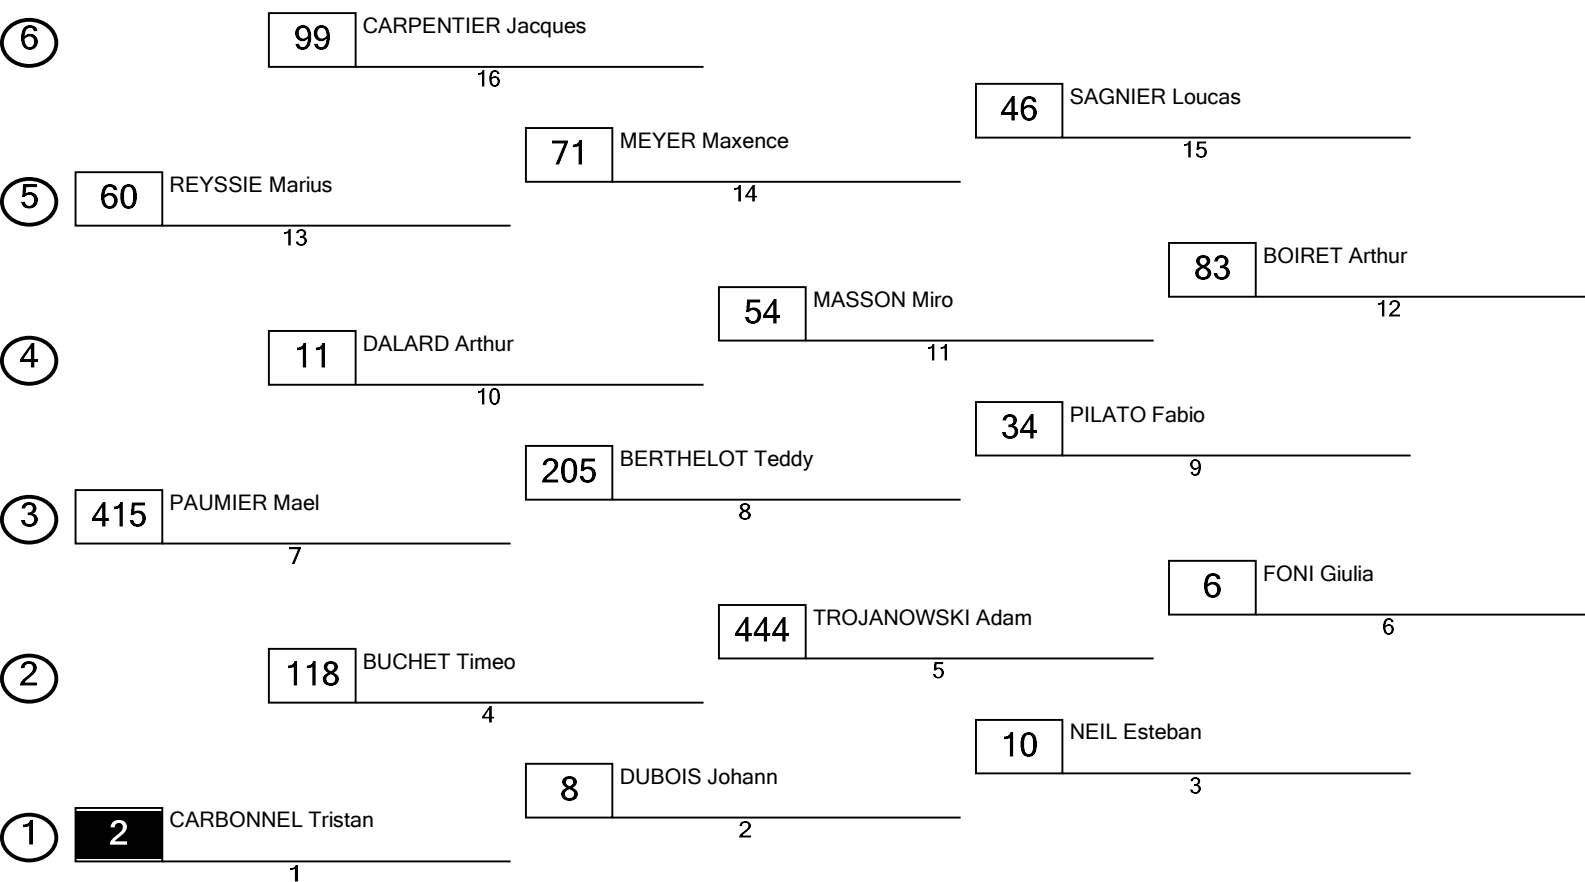 6
99 CARPENTIER Jacques
16
46 SAGNIER Loucas
15
71 MEYER Maxence
14
5
60 REYSSIE Marius
13
83 BOIRET Arthur
12
54 MASSON Miro
11
4
11 DALARD Arthur
10
34 PILATO Fabio
9
205 BERTHELOT Teddy
8
3
415 PAUMIER Mael
7
6 FONI Giulia
6
444 TROJANOWSKI Adam
5
2
118 BUCHET Timeo
4
10 NEIL Esteban
3
8 DUBOIS Johann
2
1
2 CARBONNEL Tristan
1